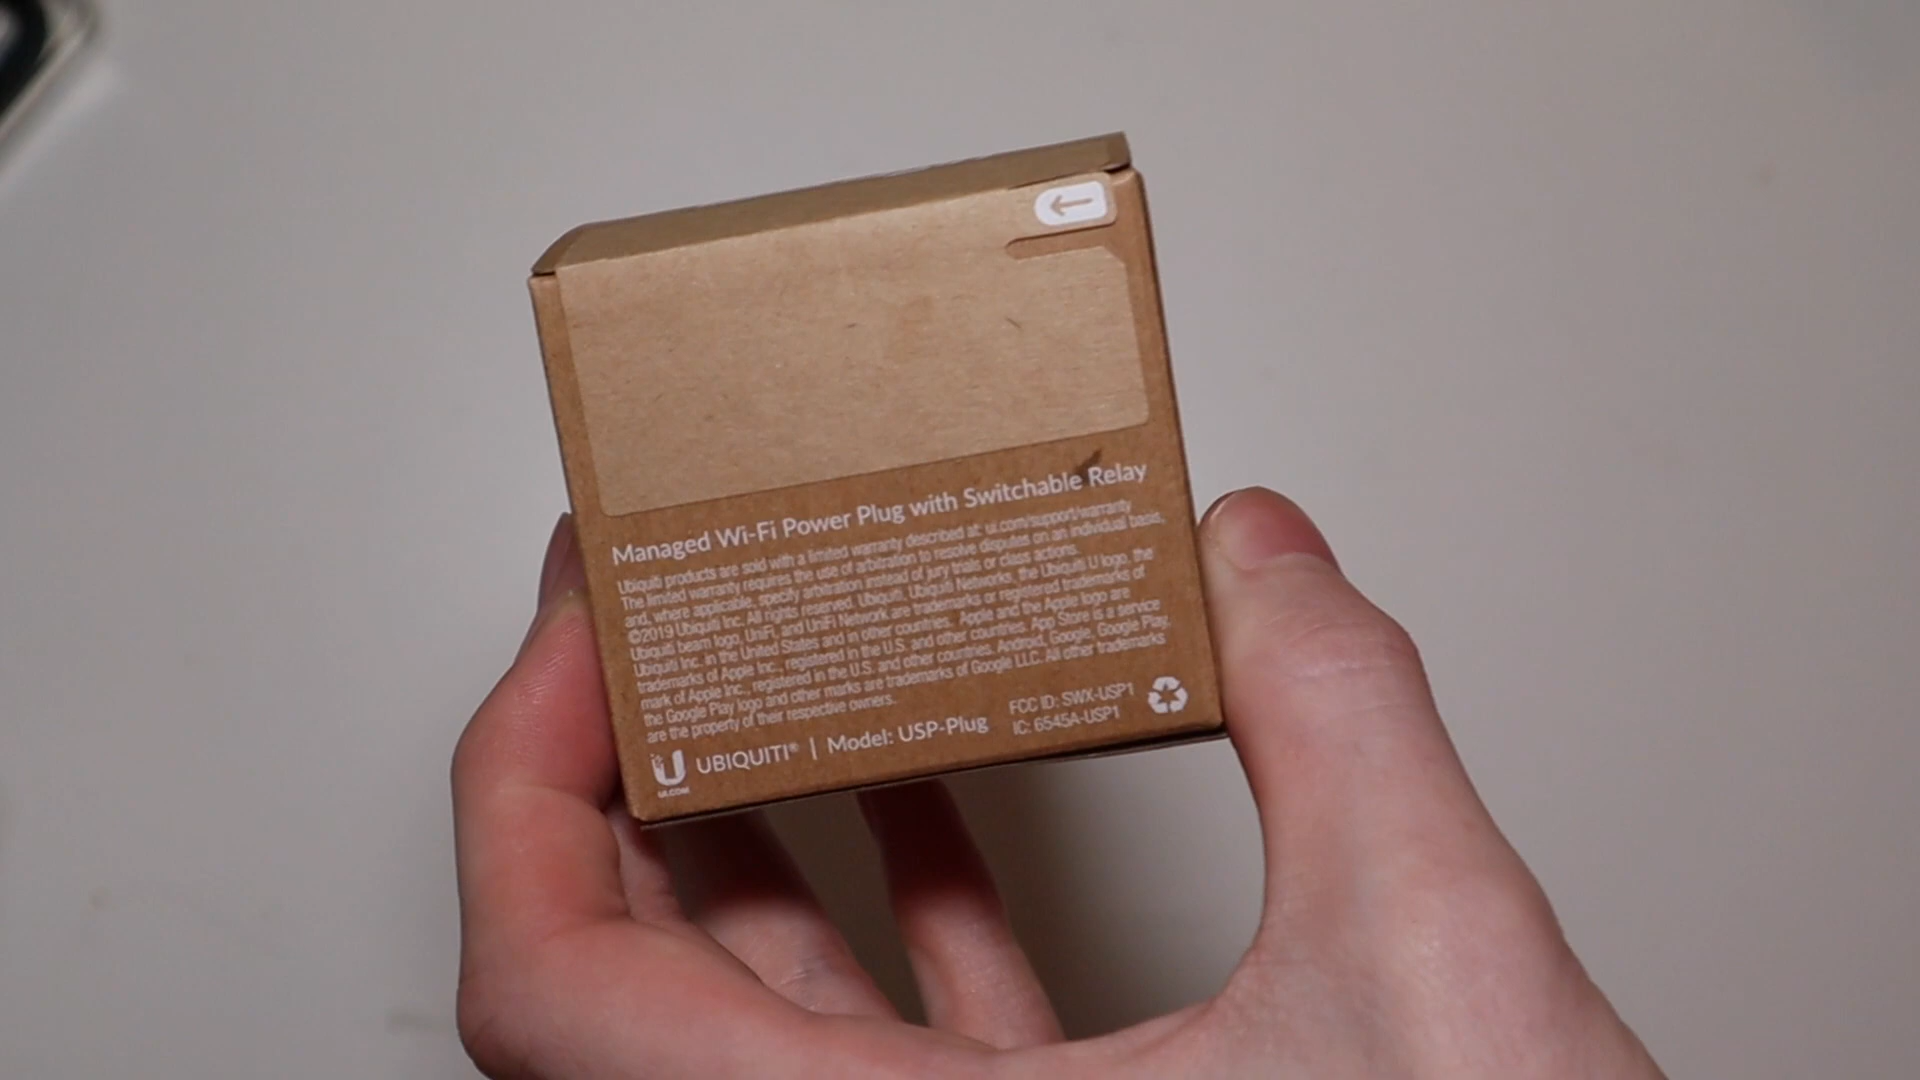 Managed Wi-Fi Power Plug with Switchable Relay
Ubiquiti products are sold with a limited warranty described at: ui.com/support/warranty
The limited warranty requires the use of arbitration to resolve disputes on an individual basis,
and, where applicable, specify arbitration instead of jury trials or class actions.
©2019 Ubiquiti Inc. All rights reserved. Ubiquiti, Ubiquiti Networks, the Ubiquiti U logo, the
Ubiquiti beam logo, UniFi, and UniFi Network are trademarks or registered trademarks of
Ubiquiti Inc. in the United States and in other countries. Apple and the Apple logo are
trademarks of Apple Inc., registered in the U.S. and other countries. App Store is a service
mark of Apple Inc., registered in the U.S. and other countries. Android, Google, Google Play,
the Google Play logo and other marks are trademarks of Google LLC. All other trademarks
are the property of their respective owners.
FCC ID: SWX-USP1
IC: 6545A-USP1
U UBIQUITI® | Model: USP-Plug
UI.COM